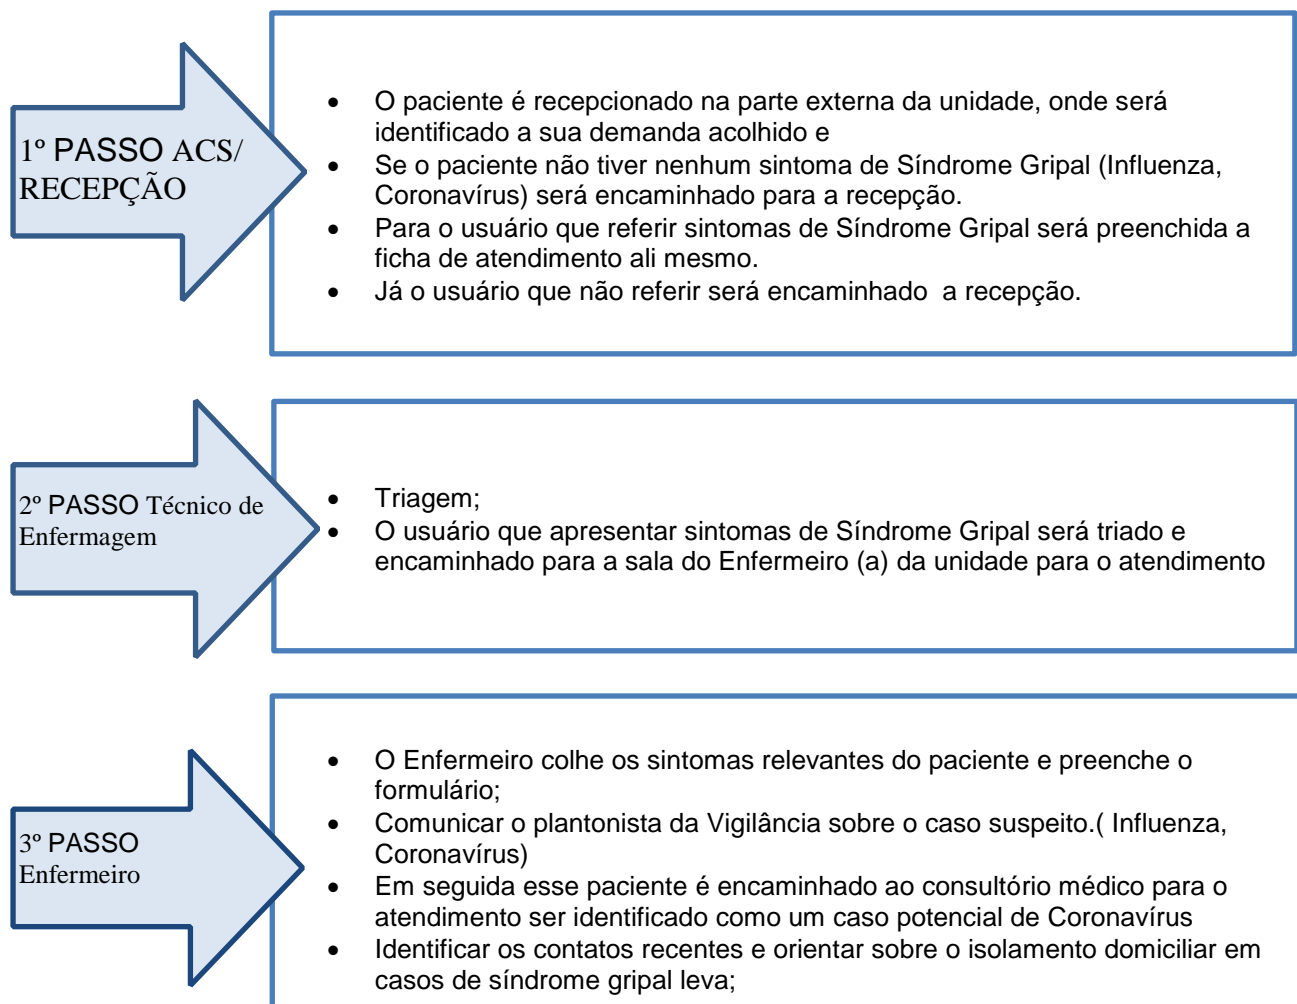 1º PASSO ACS/
RECEPÇÃO
• O paciente é recepcionado na parte externa da unidade, onde será
identificado a sua demanda acolhido e
• Se o paciente não tiver nenhum sintoma de Síndrome Gripal (Influenza,
Coronavírus) será encaminhado para a recepção.
• Para o usuário que referir sintomas de Síndrome Gripal será preenchida a
ficha de atendimento ali mesmo.
• Já o usuário que não referir será encaminhado  a recepção.
2º PASSO Técnico de
Enfermagem
• Triagem;
• O usuário que apresentar sintomas de Síndrome Gripal será triado e
encaminhado para a sala do Enfermeiro (a) da unidade para o atendimento
3º PASSO
Enfermeiro
• O Enfermeiro colhe os sintomas relevantes do paciente e preenche o
formulário;
• Comunicar o plantonista da Vigilância sobre o caso suspeito.( Influenza,
Coronavírus)
• Em seguida esse paciente é encaminhado ao consultório médico para o
atendimento ser identificado como um caso potencial de Coronavírus
• Identificar os contatos recentes e orientar sobre o isolamento domiciliar em
casos de síndrome gripal leva;